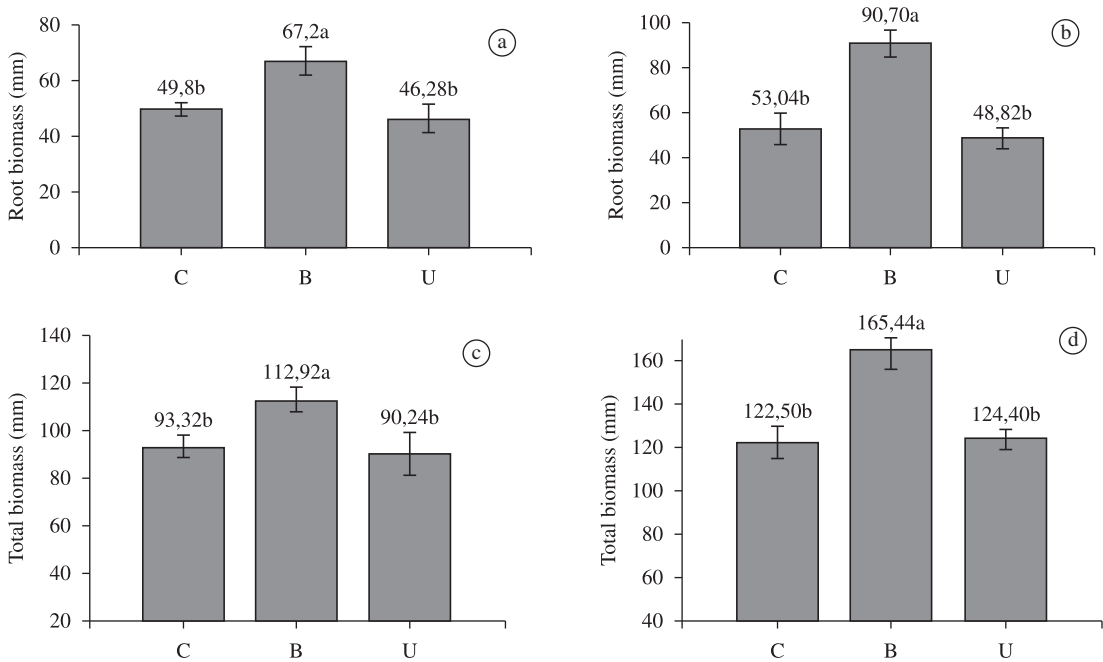 80
60
40
20
0
Root biomass (mm)
49,8b
67,2a
46,28b
a
C B U
100
80
60
40
20
0
Root biomass (mm)
53,04b
90,70a
48,82b
b
C B U
140
120
100
80
60
40
20
Total biomass (mm)
93,32b
112,92a
90,24b
c
C B U
160
140
120
100
80
60
40
Total biomass (mm)
122,50b
165,44a
124,40b
d
C B U